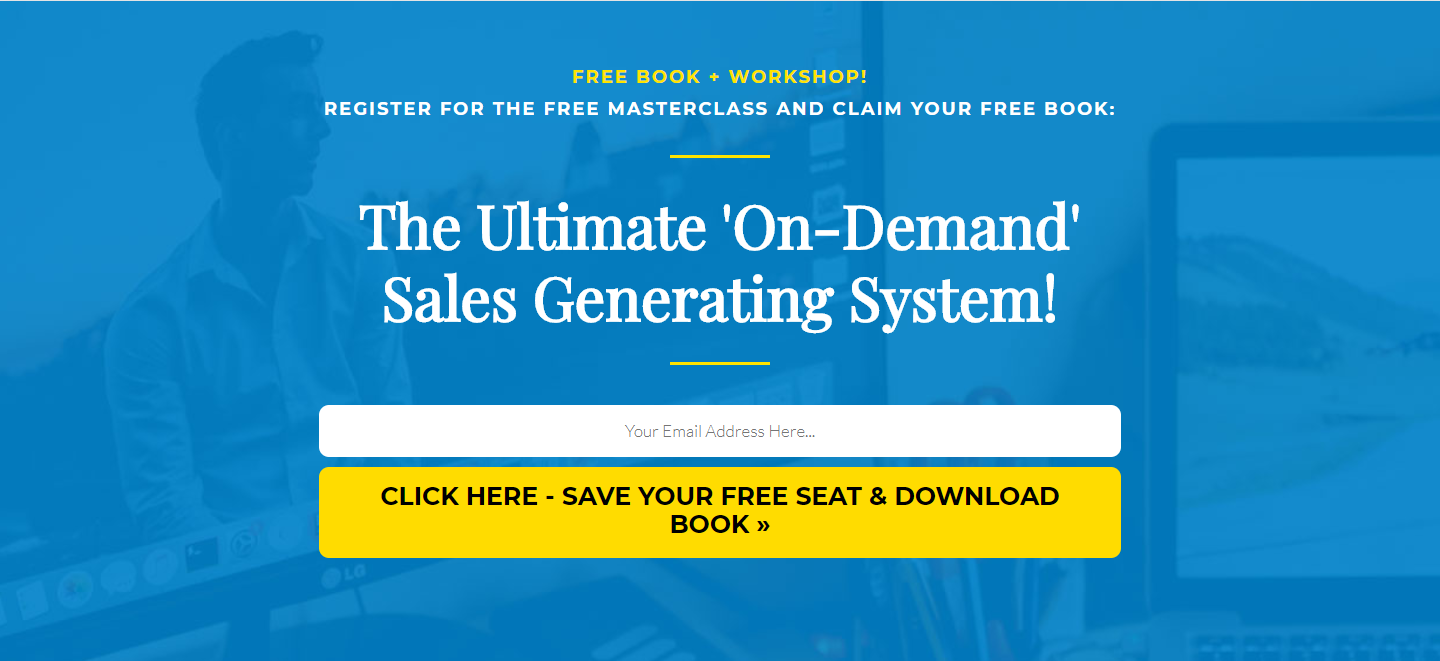 FREE BOOK + WORKSHOP!
REGISTER FOR THE FREE MASTERCLASS AND CLAIM YOUR FREE BOOK:
The Ultimate 'On-Demand'
Sales Generating System!
Your Email Address Here...
CLICK HERE - SAVE YOUR FREE SEAT & DOWNLOAD
BOOK »
LG